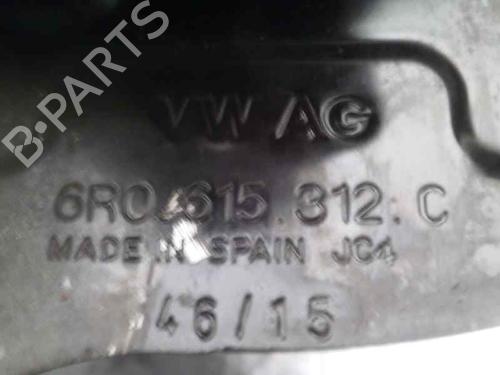 B-PARTS
VW AG
6R0.615.312.C
MADE IN SPAIN JC4
46/15